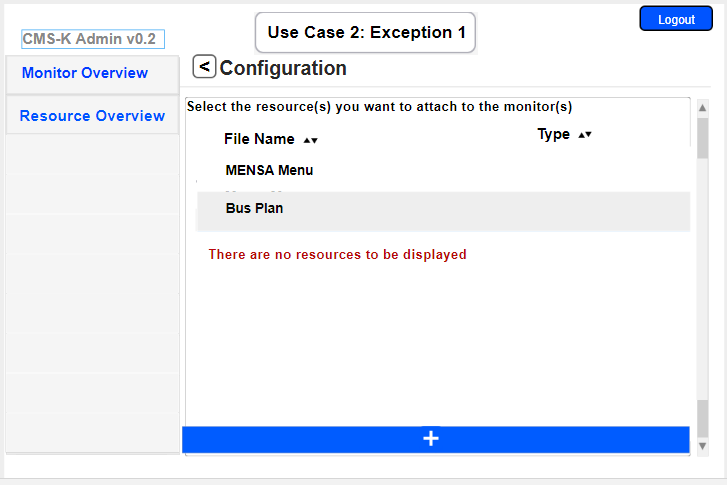 Use Case 2: Exception 1
Logout
CMS-K Admin v0.2
Monitor Overview
< Configuration
Resource Overview
Select the resource(s) you want to attach to the monitor(s)
File Name ▲▼ Type ▲▼
MENSA Menu
Bus Plan
There are no resources to be displayed
+